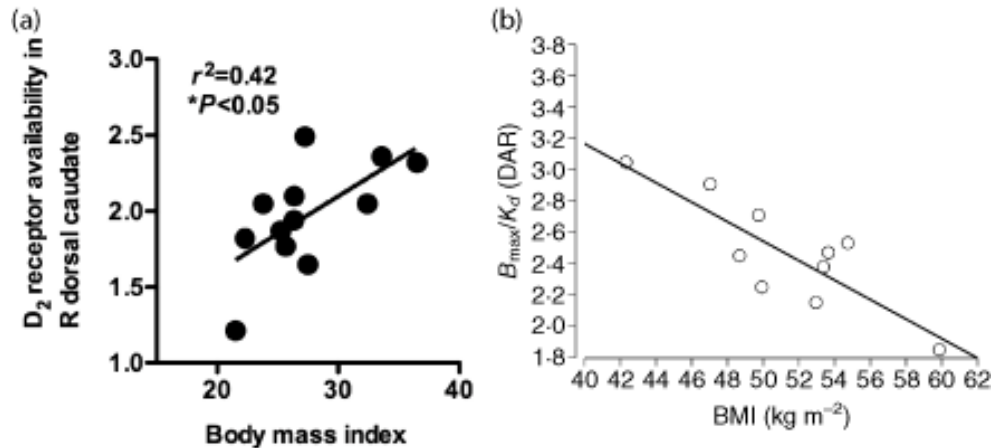 (a)
D₂ receptor availability in
R dorsal caudate
3.0
2.5
2.0
1.5
1.0
r²=0.42
*P<0.05
20 30 40
Body mass index
(b)
B_max/K_d (DAR)
3·8
3·6
3·4
3·2
3·0
2·8
2·6
2·4
2·2
2·0
1·8
40 42 44 46 48 50 52 54 56 58 60 62
BMI (kg m⁻²)